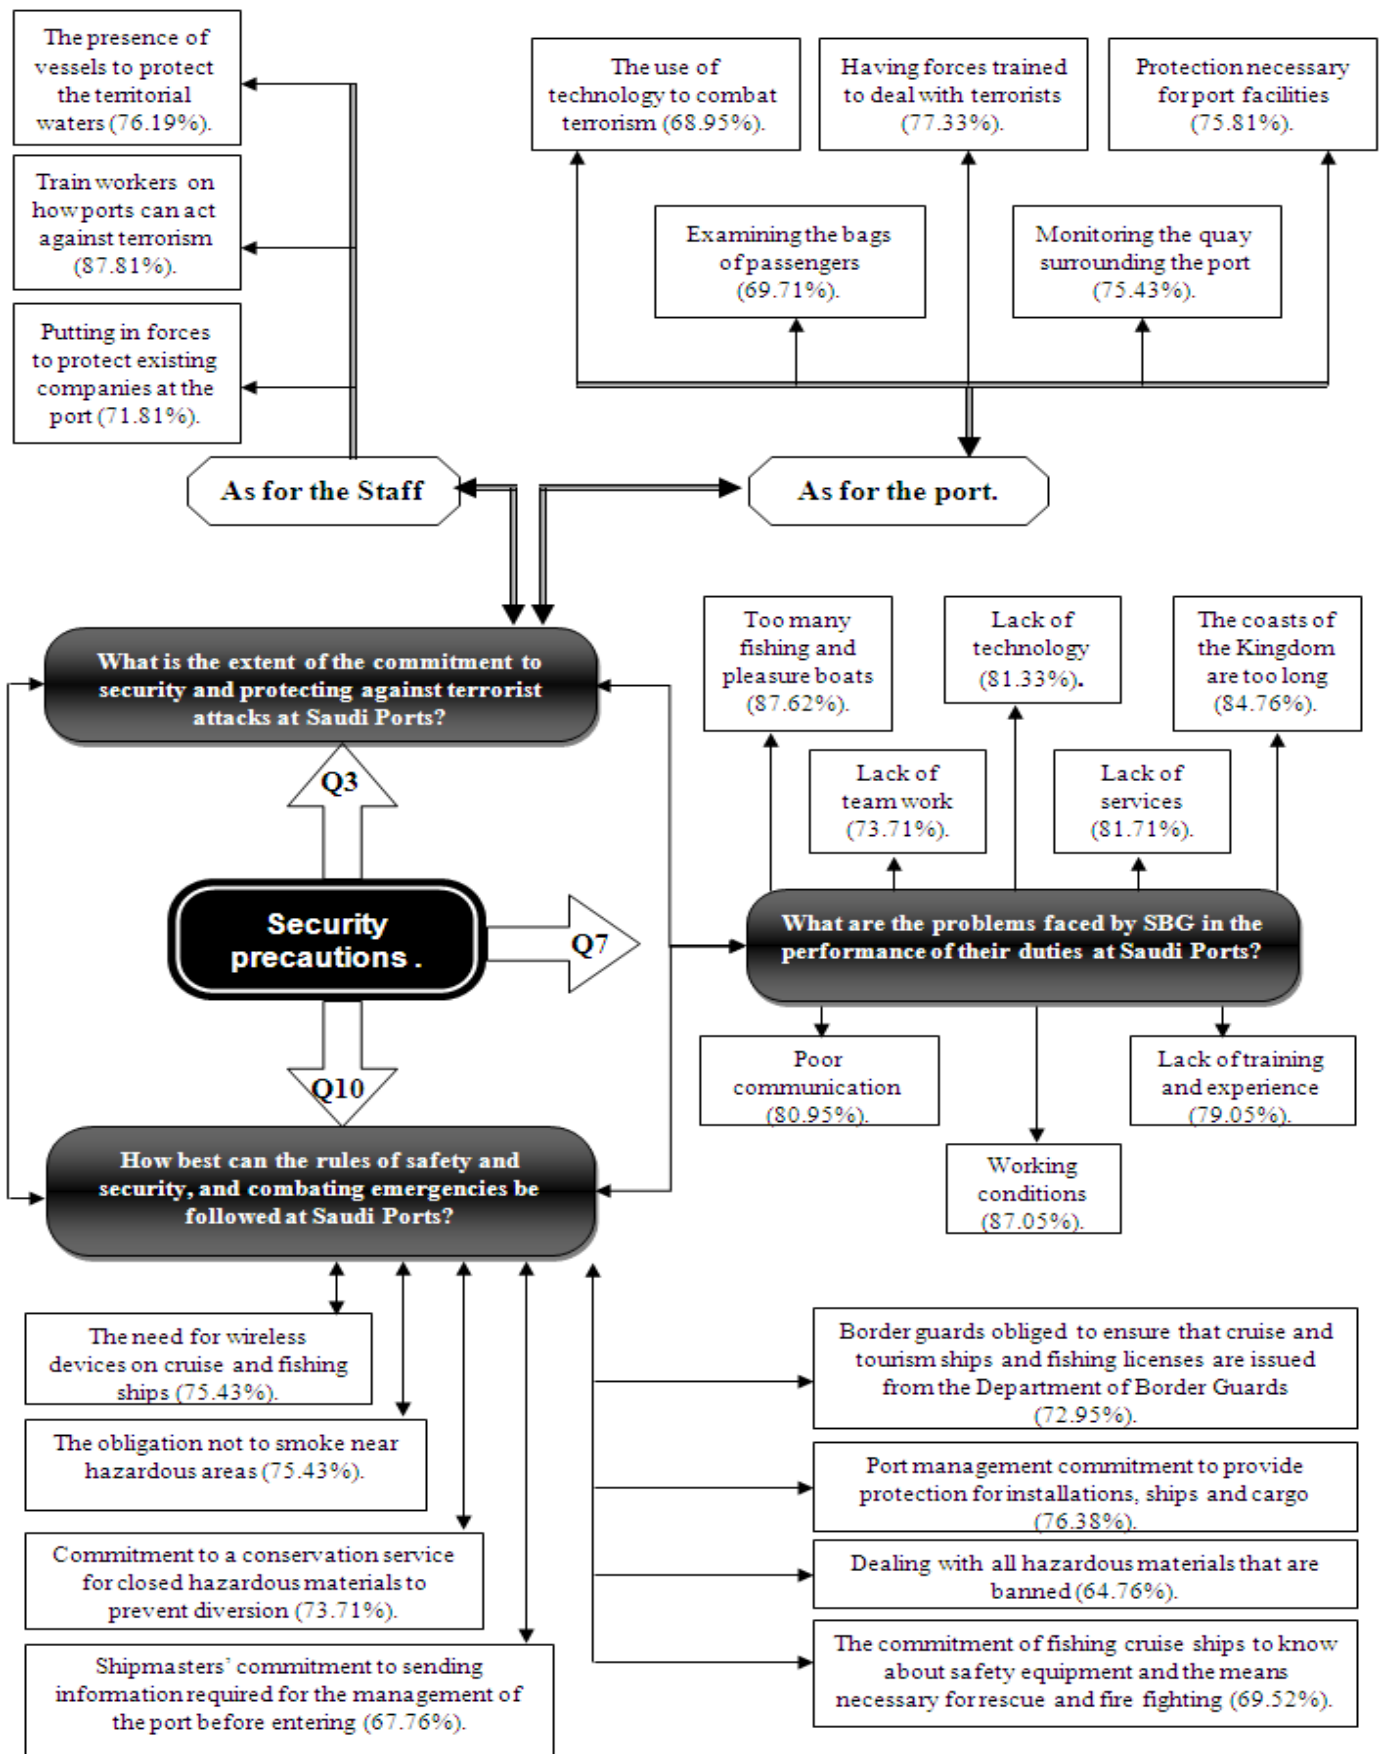 The presence of
vessels to protect
the territorial
waters (76.19%).
Train workers on
how ports can act
against terrorism
(87.81%).
Putting in forces
to protect existing
companies at the
port (71.81%).
The use of
technology to combat
terrorism (68.95%).
Having forces trained
to deal with terrorists
(77.33%).
Protection necessary
for port facilities
(75.81%).
Examining the bags
of passengers
(69.71%).
Monitoring the quay
surrounding the port
(75.43%).
As for the Staff
As for the port.
What is the extent of the commitment to
security and protecting against terrorist
attacks at Saudi Ports?
Q3
Security
precautions .
Q7
Q10
Too many
fishing and
pleasure boats
(87.62%).
Lack of
technology
(81.33%).
The coasts of
the Kingdom
are too long
(84.76%).
Lack of
team work
(73.71%).
Lack of
services
(81.71%).
What are the problems faced by SBG in the
performance of their duties at Saudi Ports?
Poor
communication
(80.95%).
Lack of training
and experience
(79.05%).
Working
conditions
(87.05%).
How best can the rules of safety and
security, and combating emergencies be
followed at Saudi Ports?
The need for wireless
devices on cruise and fishing
ships (75.43%).
The obligation not to smoke near
hazardous areas (75.43%).
Commitment to a conservation service
for closed hazardous materials to
prevent diversion (73.71%).
Shipmasters' commitment to sending
information required for the management of
the port before entering (67.76%).
Border guards obliged to ensure that cruise and
tourism ships and fishing licenses are issued
from the Department of Border Guards
(72.95%).
Port management commitment to provide
protection for installations, ships and cargo
(76.38%).
Dealing with all hazardous materials that are
banned (64.76%).
The commitment of fishing cruise ships to know
about safety equipment and the means
necessary for rescue and fire fighting (69.52%).